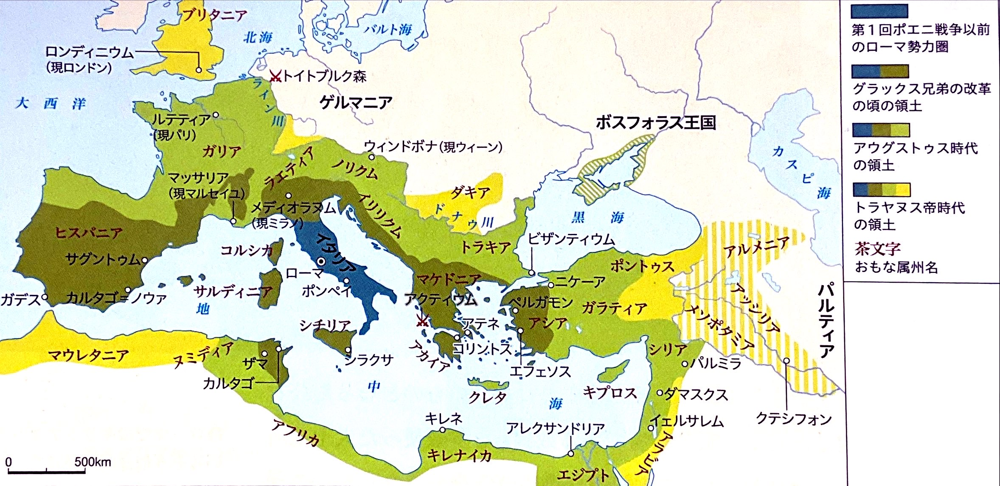 ブリタニア
北海
バルト海
ロンディニウム
(現ロンドン)
トイトブルク森
大西洋
ライン川
ゲルマニア
ルテティア
(現パリ)
ガリア
ボスフォラス王国
ウィンドボナ(現ウィーン)
ラエティア
ノリクム
カスピ海
マッサリア
(現マルセイユ)
メディオラヌム
(現ミラノ)
イリリクム
ダキア
ドナウ川
黒海
ヒスパニア
サグントゥム
コルシカ
イタリア
ローマ
ポンペイ
トラキア
ビザンティウム
ポントゥス
アルメニア
ニケーア
マケドニア
アクティウム
ガデス
カルタゴ=ノウァ
サルディニア
地中海
ペルガモン
アシア
ガラティア
アッシリア
メソポタミア
パルティア
シチリア
アテネ
コリントス
アカイア
シラクサ
マウレタニア
ヌミディア
ザマ
カルタゴ
エフェソス
シリア
パルミラ
クレタ
キプロス
ダマスクス
イェルサレム
クテシフォン
アフリカ
キレネ
キレナイカ
アレクサンドリア
エジプト
アラビア
0 500km
第1回ポエニ戦争以前
のローマ勢力圏
グラックス兄弟の改革
の頃の領土
アウグストゥス時代
の領土
トラヤヌス帝時代
の領土
茶文字
おもな属州名